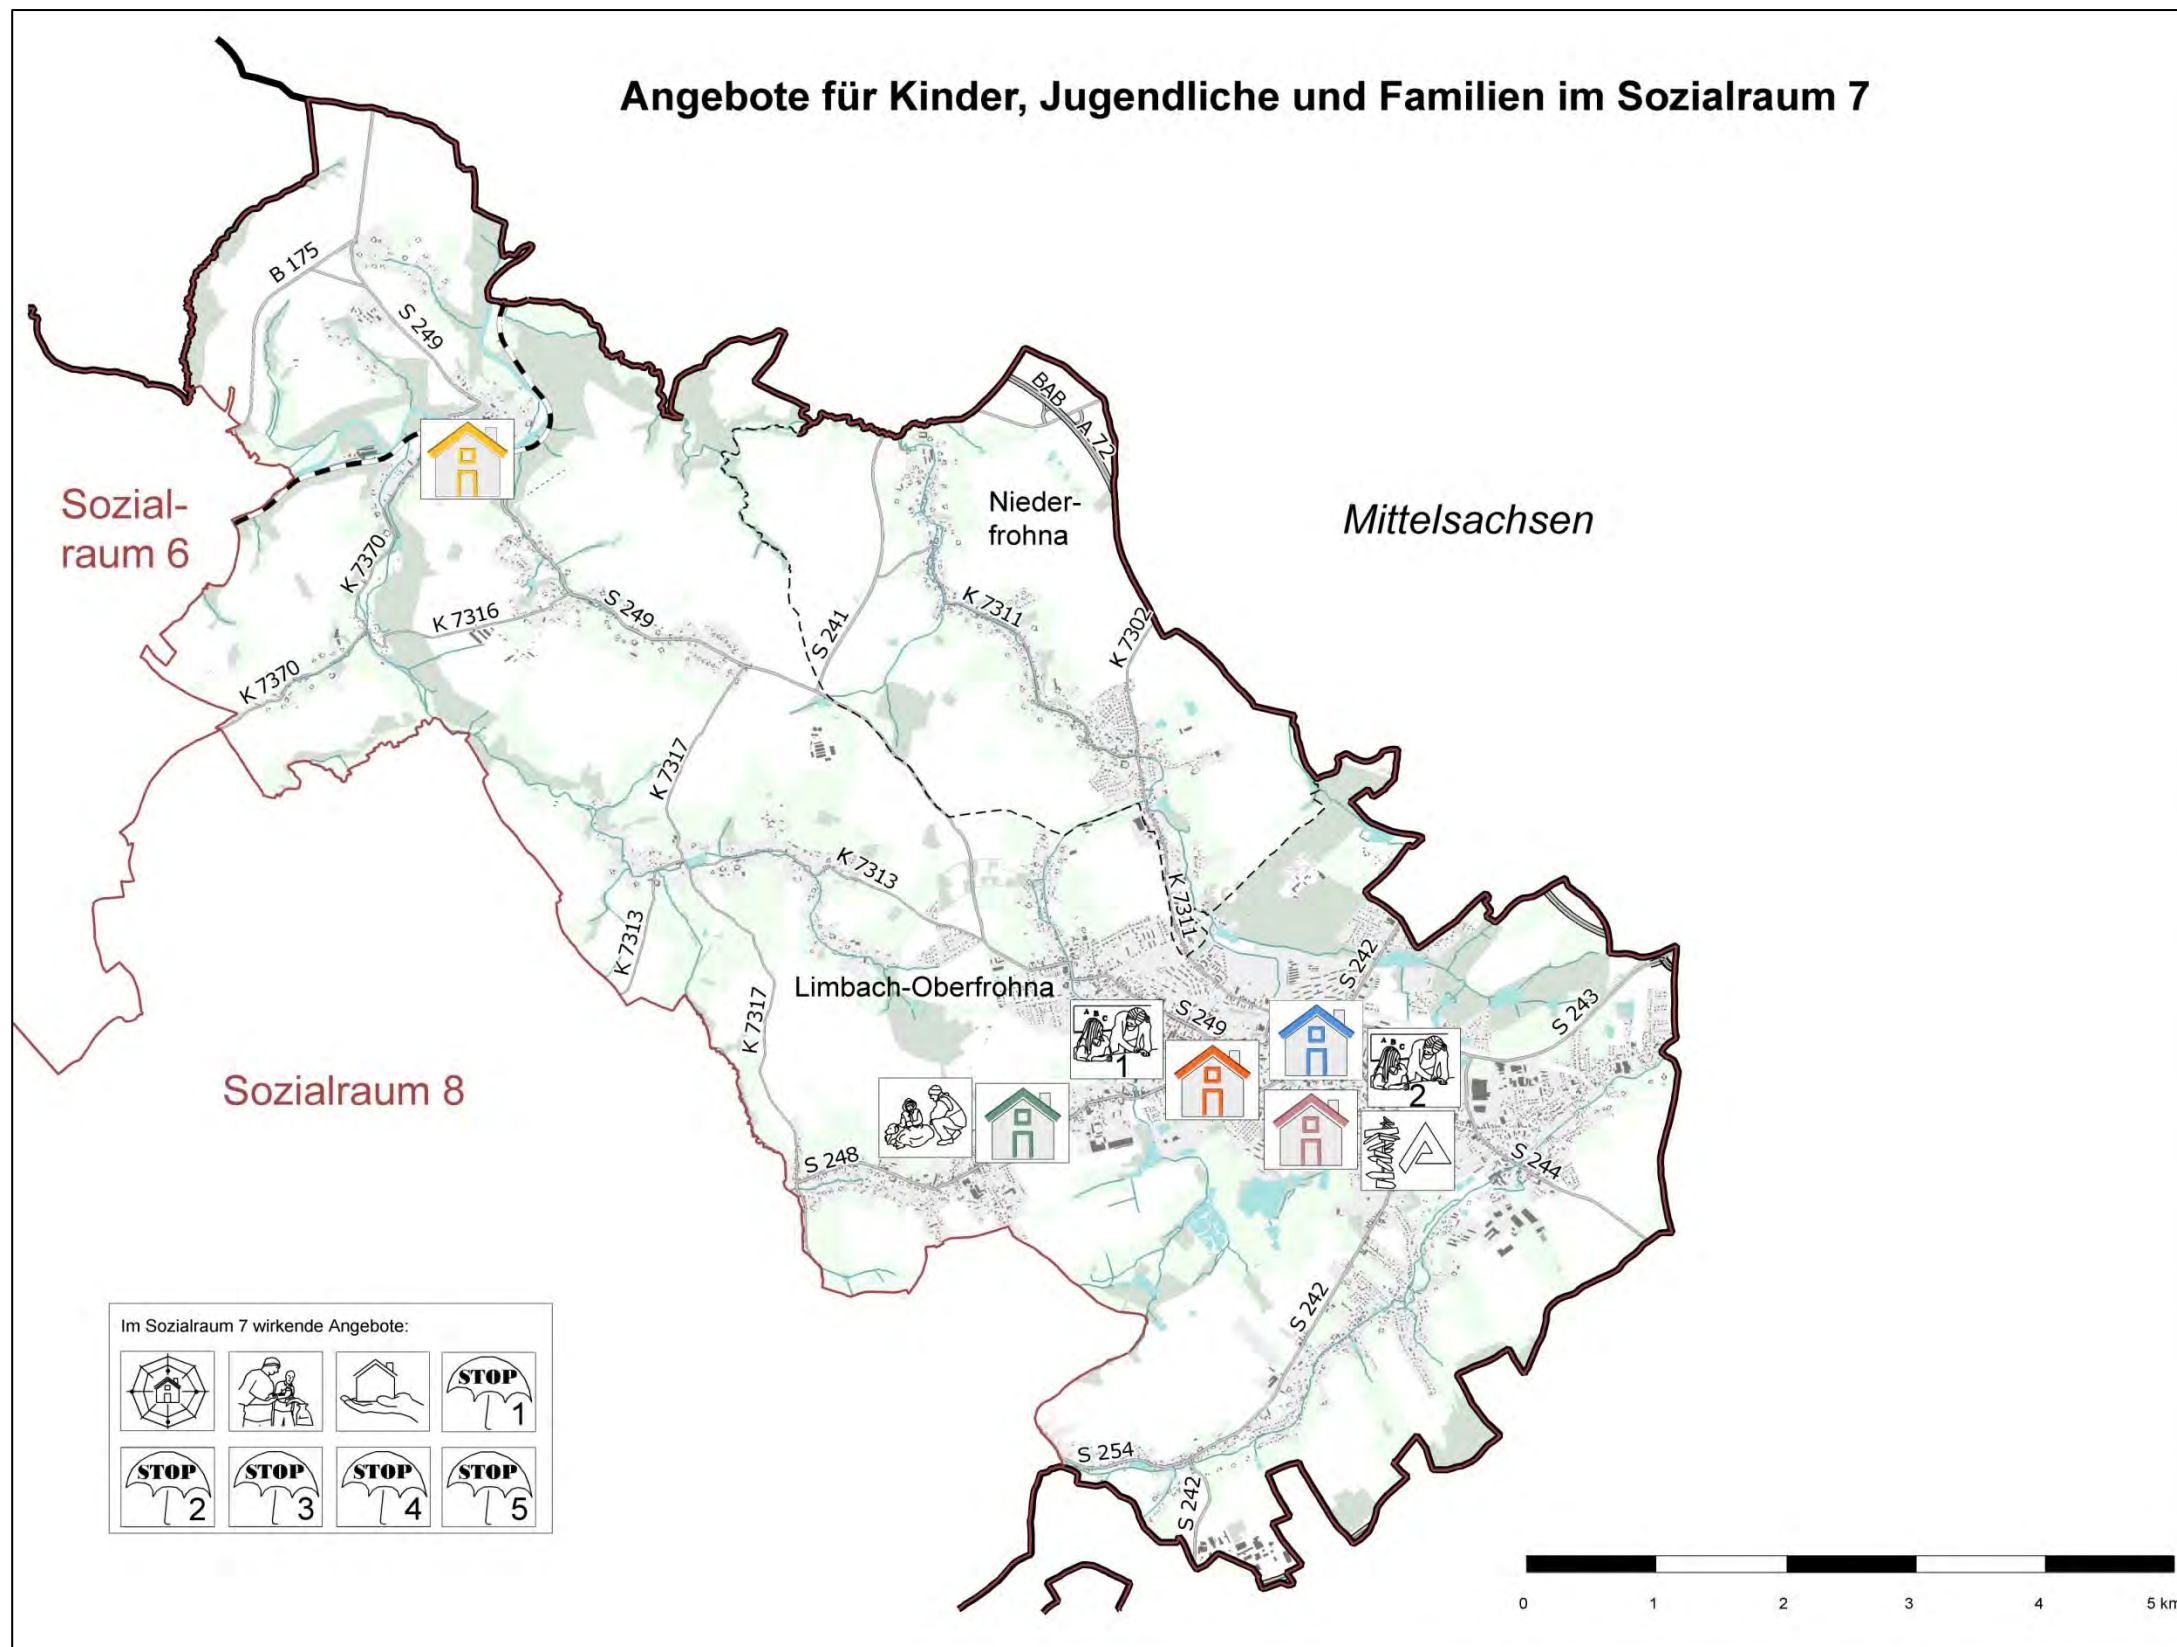 Angebote für Kinder, Jugendliche und Familien im Sozialraum 7
B 175
S 249
BAB A 72
Sozial-
raum 6
Nieder-
frohna
Mittelsachsen
K 7370
K 7316
S 249
S 241
K 7311
K 7302
K 7370
K 7317
K 7313
K 7311
K 7313
S 242
Limbach-Oberfrohna
K 7317
S 249
S 243
A B C
1
A B C
2
Sozialraum 8
S 248
S 244
S 242
Im Sozialraum 7 wirkende Angebote:
STOP
1
STOP
2
STOP
3
STOP
4
STOP
5
S 254
S 242
0 1 2 3 4 5 km